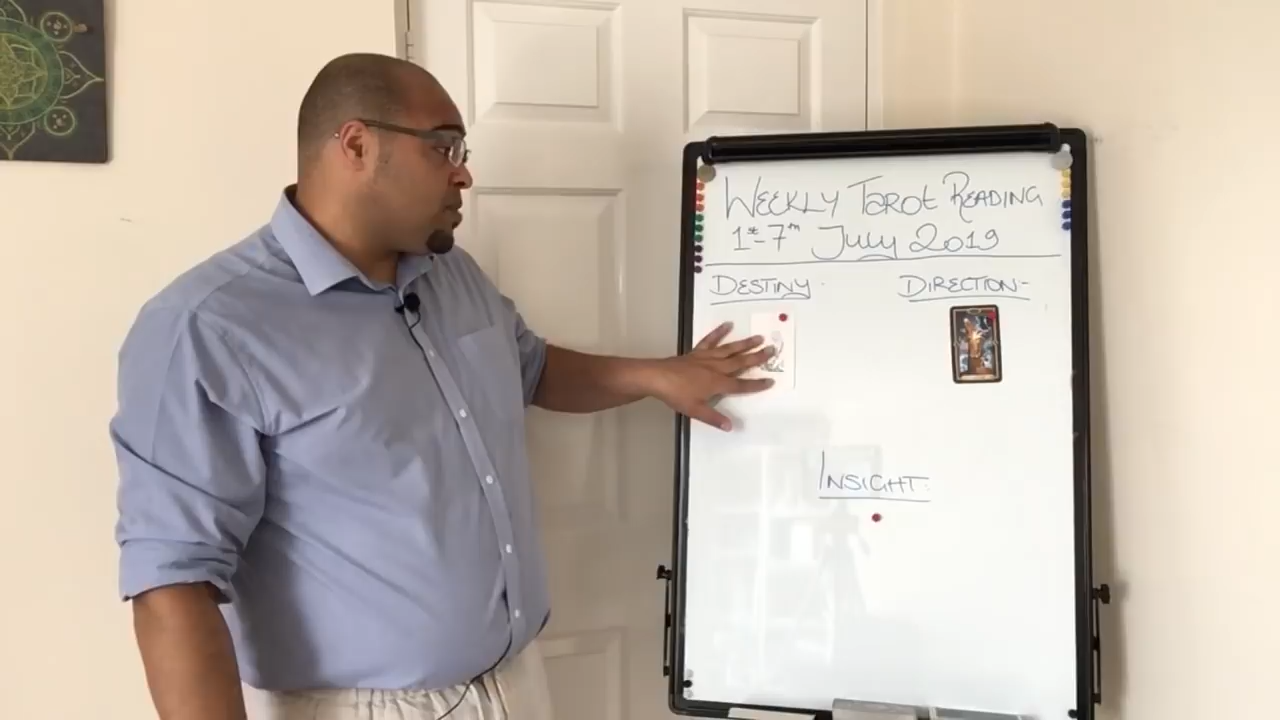 WEEKLY TAROT READING
1st-7th JULY 2019
DESTINY-
DIRECTION-
INSIGHT: